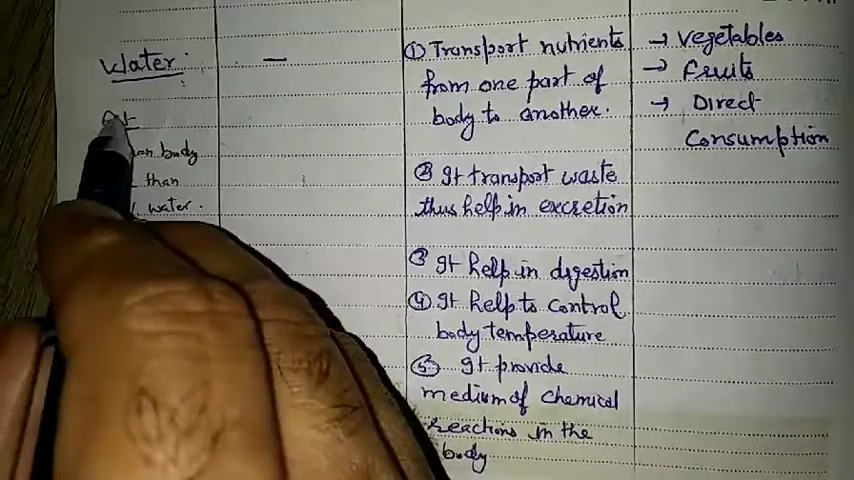 Water
—
body
than
water.
① Transport nutrients
from one part of
body to another.
② It transport waste
thus help in excretion
③ It help in digestion
④ It help to control
body temperature
⑤ It provide
medium of chemical
reactions in the
body
→ Vegetables
→ Fruits
→ Direct
Consumption